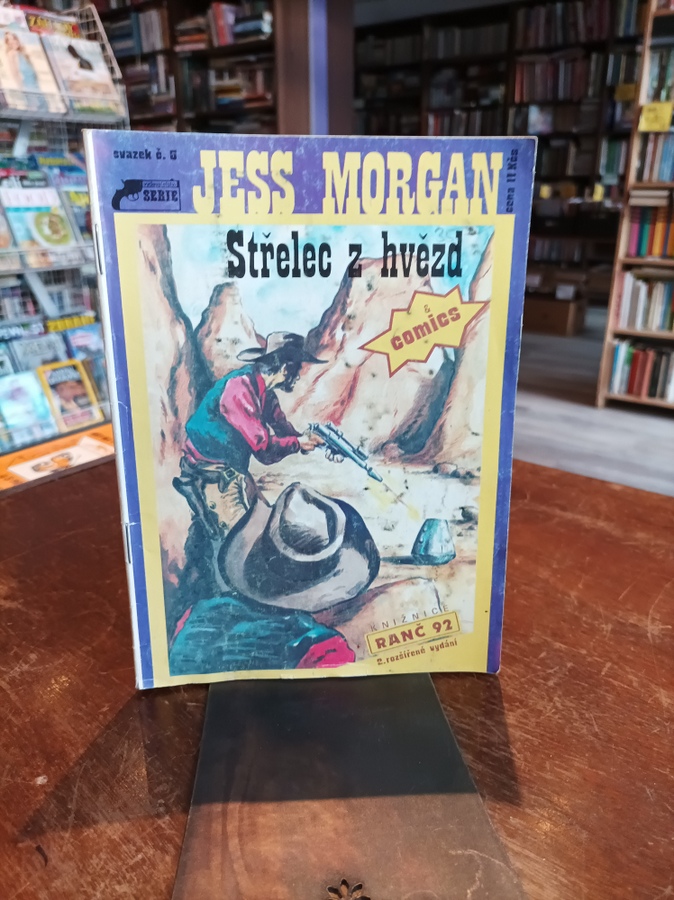 svazek č. 6
SERIE
JESS MORGAN
cena 11 Kčs
Střelec z hvězd
&
comics
KNIŽNICE
RANČ 92
2. rozšířené vydání